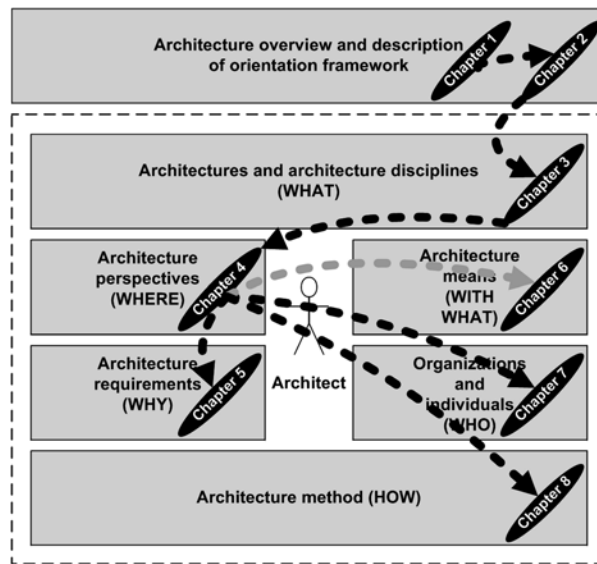 Architecture overview and description
of orientation framework
Chapter 1
Chapter 2
Architectures and architecture disciplines
(WHAT)
Chapter 3
Architecture
perspectives
(WHERE)
Chapter 4
Architecture
means
(WITH
WHAT)
Chapter 6
Architecture
requirements
(WHY)
Chapter 5
Architect
Organizations
and
individuals
(WHO)
Chapter 7
Architecture method (HOW)
Chapter 8